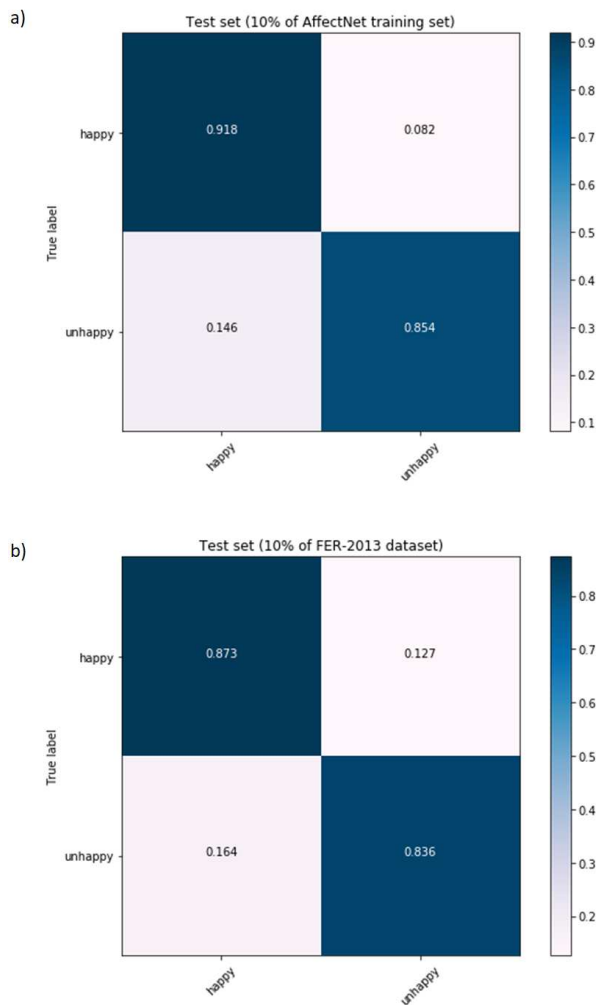 a)
Test set (10% of AffectNet training set)
True label
happy
unhappy
0.918
0.082
0.146
0.854
happy
unhappy
0.9
0.8
0.7
0.6
0.5
0.4
0.3
0.2
0.1
b)
Test set (10% of FER-2013 dataset)
True label
happy
unhappy
0.873
0.127
0.164
0.836
happy
unhappy
0.8
0.7
0.6
0.5
0.4
0.3
0.2